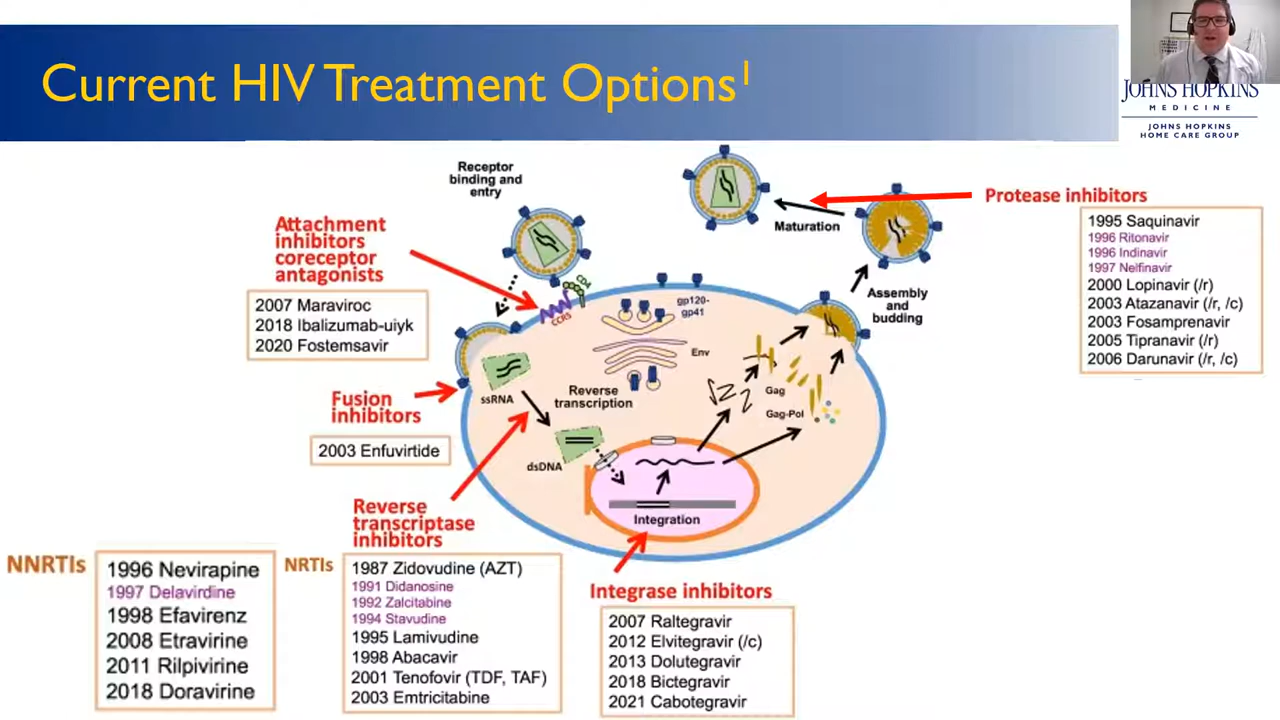 Current HIV Treatment Options¹
JOHNS HOPKINS
MEDICINE
JOHNS HOPKINS
HOME CARE GROUP
Receptor
binding and
entry
Attachment
inhibitors
coreceptor
antagonists
2007 Maraviroc
2018 Ibalizumab-uiyk
2020 Fostemsavir
CD4
CCR5
gp120-
gp41
Env
Maturation
Protease inhibitors
1995 Saquinavir
1996 Ritonavir
1996 Indinavir
1997 Nelfinavir
2000 Lopinavir (/r)
2003 Atazanavir (/r, /c)
2003 Fosamprenavir
2005 Tipranavir (/r)
2006 Darunavir (/r, /c)
Assembly
and
budding
Fusion
inhibitors
2003 Enfuvirtide
ssRNA
Reverse
transcription
Gag
Gag-Pol
dsDNA
Integration
Reverse
transcriptase
inhibitors
NNRTIs
1996 Nevirapine
1997 Delavirdine
1998 Efavirenz
2008 Etravirine
2011 Rilpivirine
2018 Doravirine
NRTIs
1987 Zidovudine (AZT)
1991 Didanosine
1992 Zalcitabine
1994 Stavudine
1995 Lamivudine
1998 Abacavir
2001 Tenofovir (TDF, TAF)
2003 Emtricitabine
Integrase inhibitors
2007 Raltegravir
2012 Elvitegravir (/c)
2013 Dolutegravir
2018 Bictegravir
2021 Cabotegravir